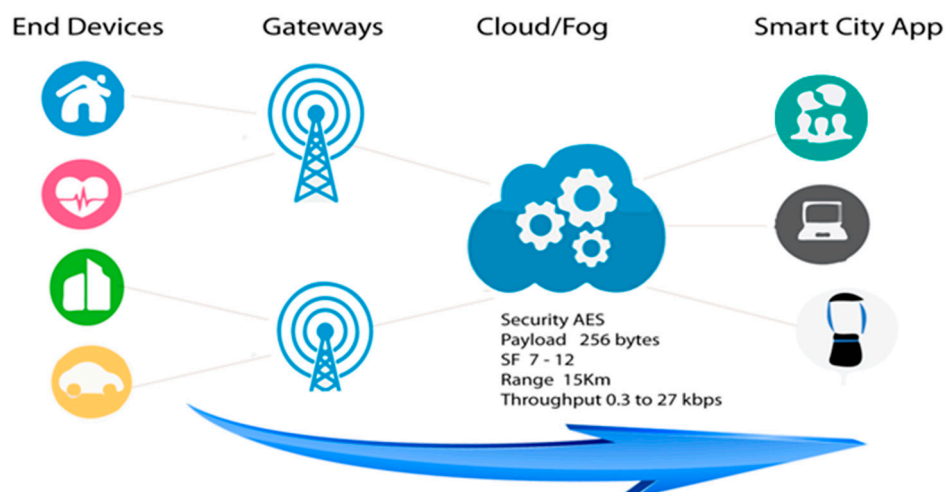 End Devices
Gateways
Cloud/Fog
Smart City App
Security AES
Payload 256 bytes
SF 7 - 12
Range 15Km
Throughput 0.3 to 27 kbps